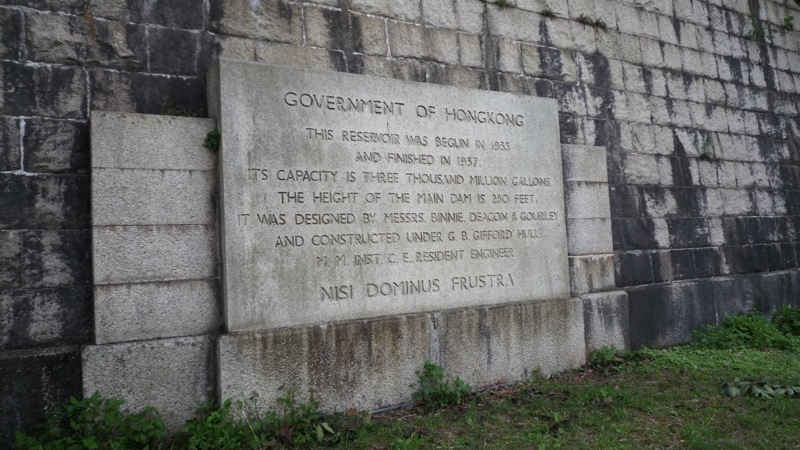 GOVERNMENT OF HONGKONG
THIS RESERVOIR WAS BEGUN IN 1933
AND FINISHED IN 1937.
ITS CAPACITY IS THREE THOUSAND MILLION GALLONS.
THE HEIGHT OF THE MAIN DAM IS 280 FEET.
IT WAS DESIGNED BY MESSRS. BINNIE, DEACON & GOURLEY
AND CONSTRUCTED UNDER G. B. GIFFORD HULL
M. M. INST. C. E., RESIDENT ENGINEER
NISI DOMINUS FRUSTRA